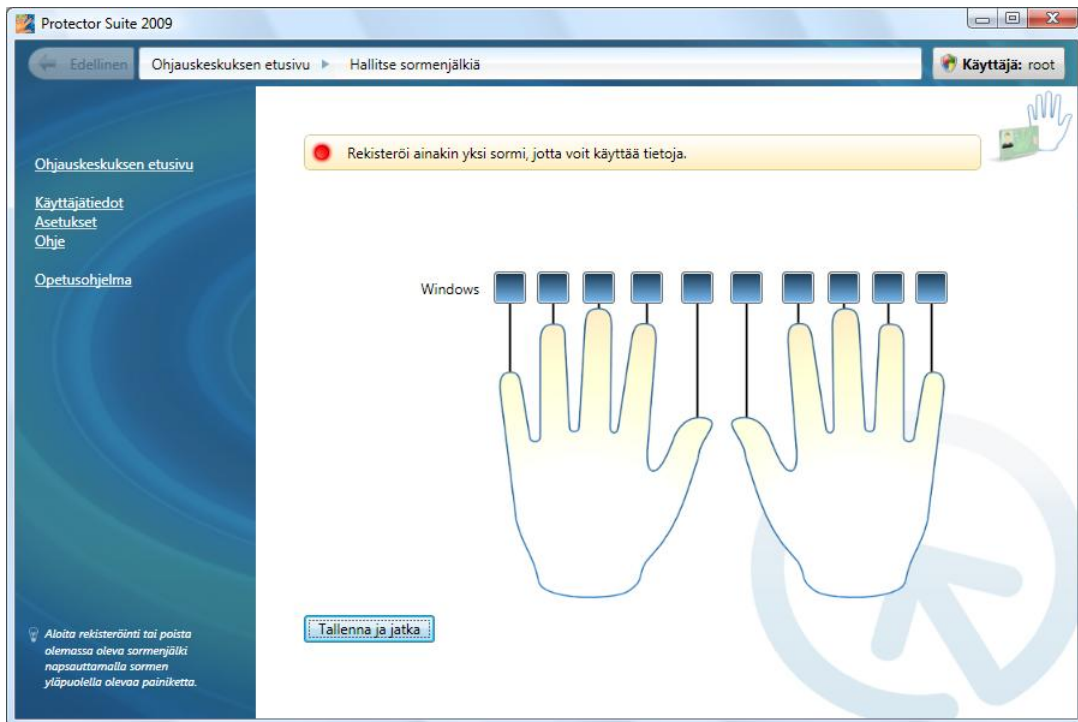 Protector Suite 2009
Edellinen
Ohjauskeskuksen etusivu
Hallitse sormenjälkiä
Käyttäjä: root
Ohjauskeskuksen etusivu
Käyttäjätiedot
Asetukset
Ohje
Opetusohjelma
Rekisteröi ainakin yksi sormi, jotta voit käyttää tietoja.
Windows
Tallenna ja jatka
Aloita rekisteröinti tai poista
olemassa oleva sormenjälki
napsauttamalla sormen
yläpuolella olevaa painiketta.